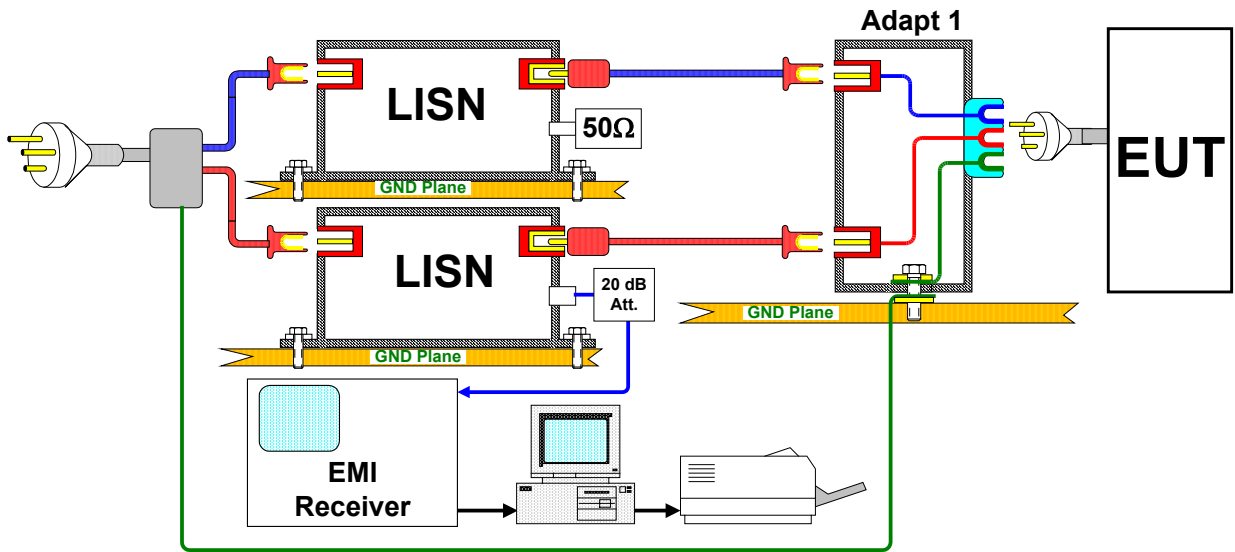 Adapt 1
LISN
50Ω
EUT
GND Plane
LISN
20 dB
Att.
GND Plane
GND Plane
EMI
Receiver